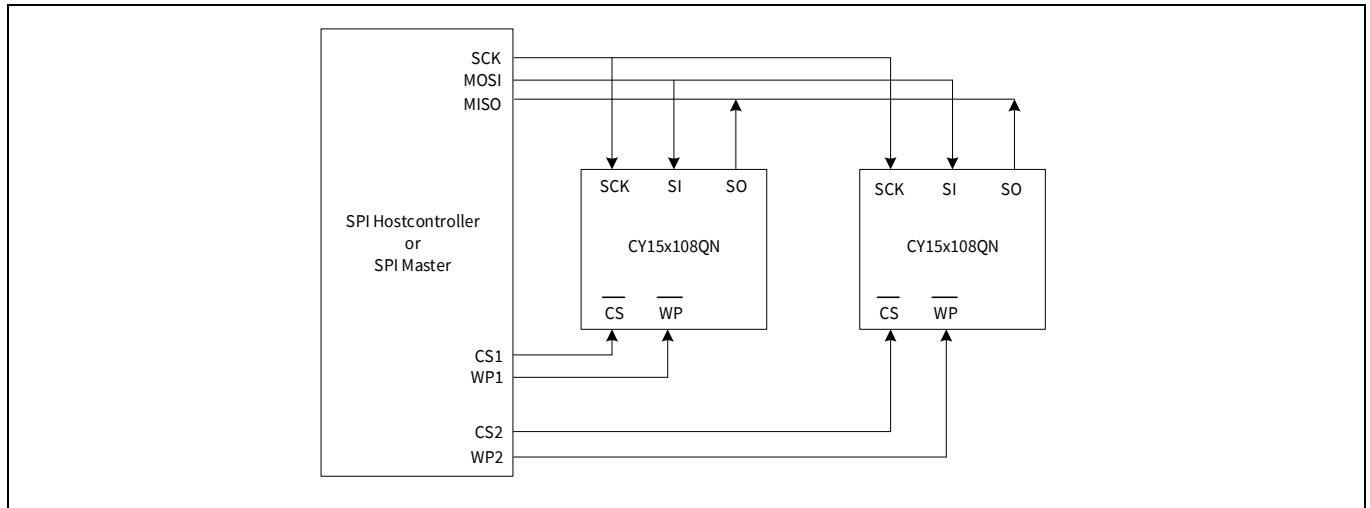 SCK
MOSI
MISO
SPI Hostcontroller
or
SPI Master
CS1
WP1
CS2
WP2
SCK SI SO
CY15x108QN
CS WP
SCK SI SO
CY15x108QN
CS WP